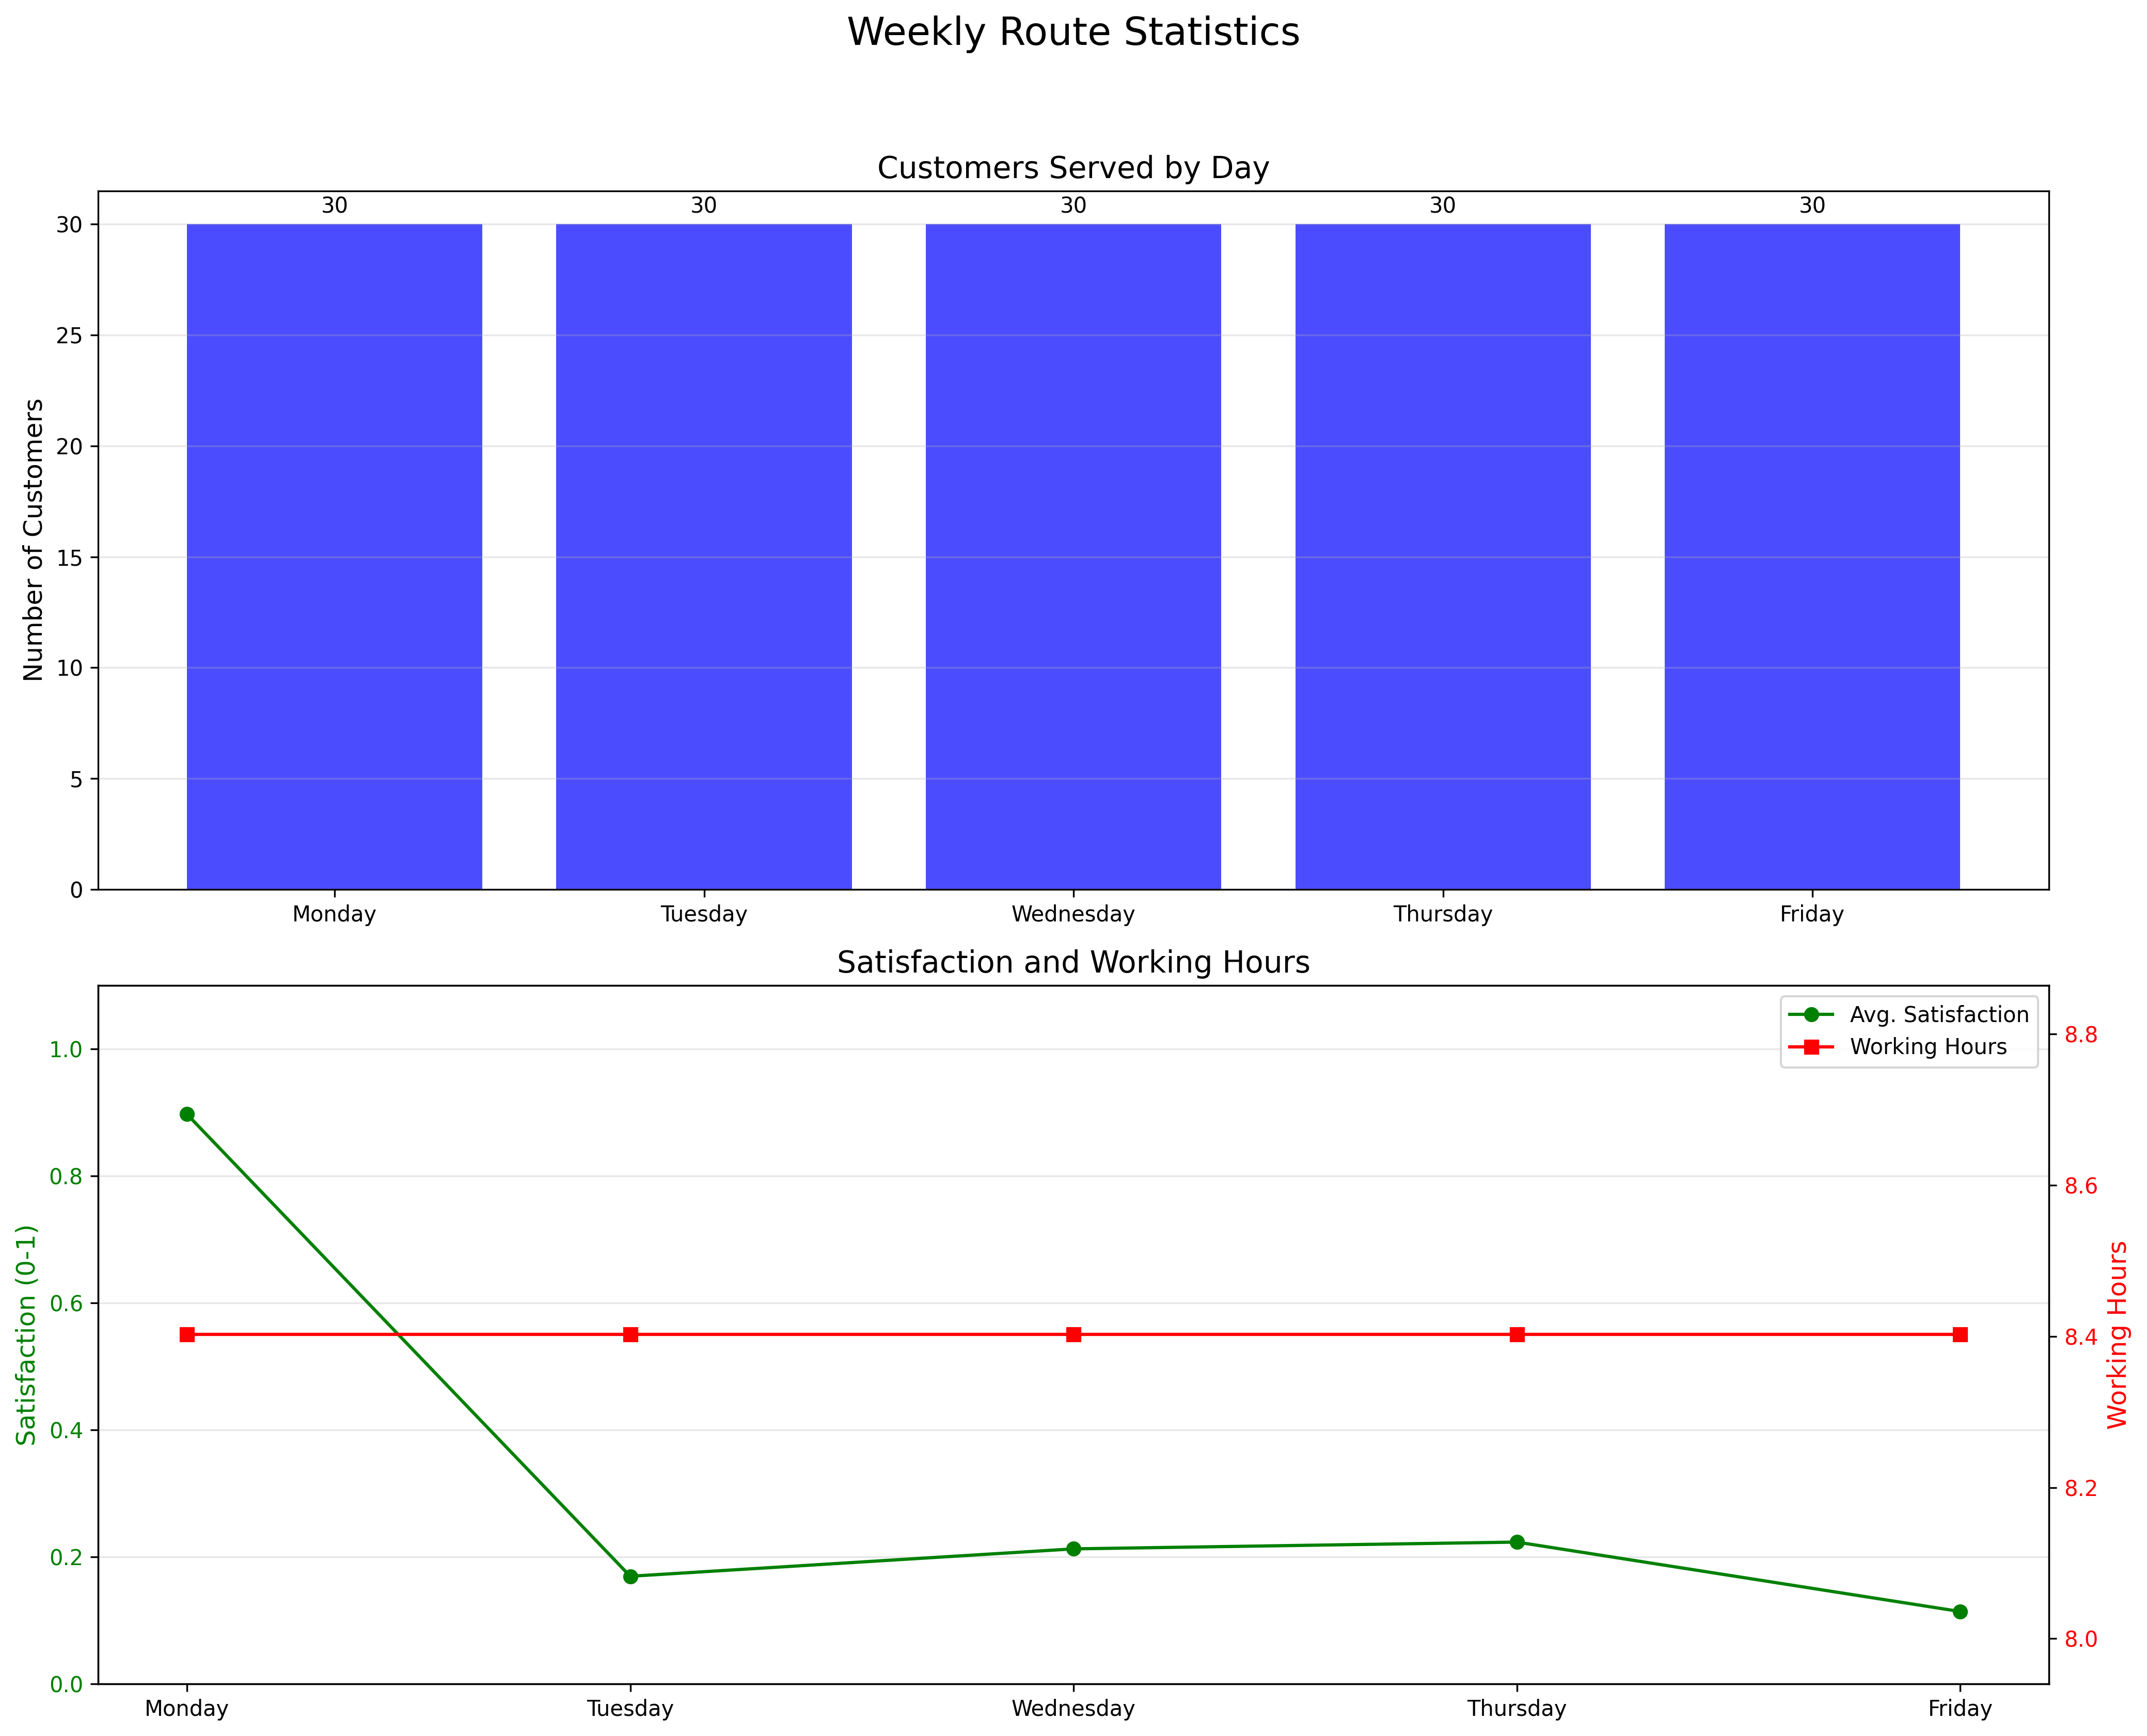 Weekly Route Statistics
Customers Served by Day
30 30 30 30 30
Number of Customers
30
25
20
15
10
5
0
Monday Tuesday Wednesday Thursday Friday
Satisfaction and Working Hours
Avg. Satisfaction
Working Hours
Satisfaction (0-1)
1.0
0.8
0.6
0.4
0.2
0.0
8.8
8.6
8.4
8.2
8.0
Working Hours
Monday Tuesday Wednesday Thursday Friday